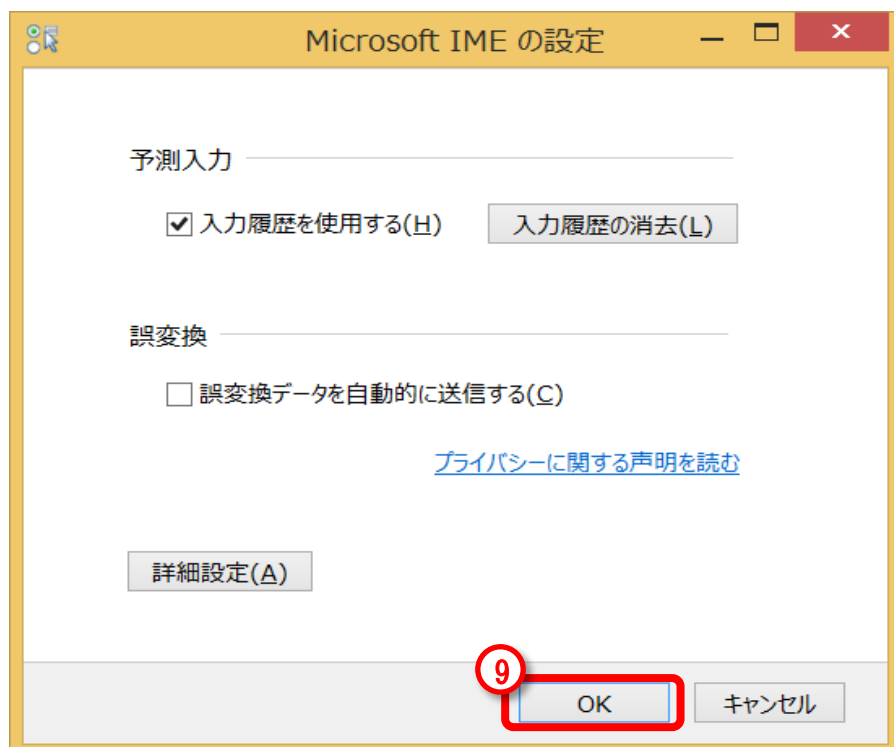 Microsoft IME の設定
予測入力
入力履歴を使用する(H) 入力履歴の消去(L)
誤変換
誤変換データを自動的に送信する(C)
プライバシーに関する声明を読む
詳細設定(A)
9
OK キャンセル